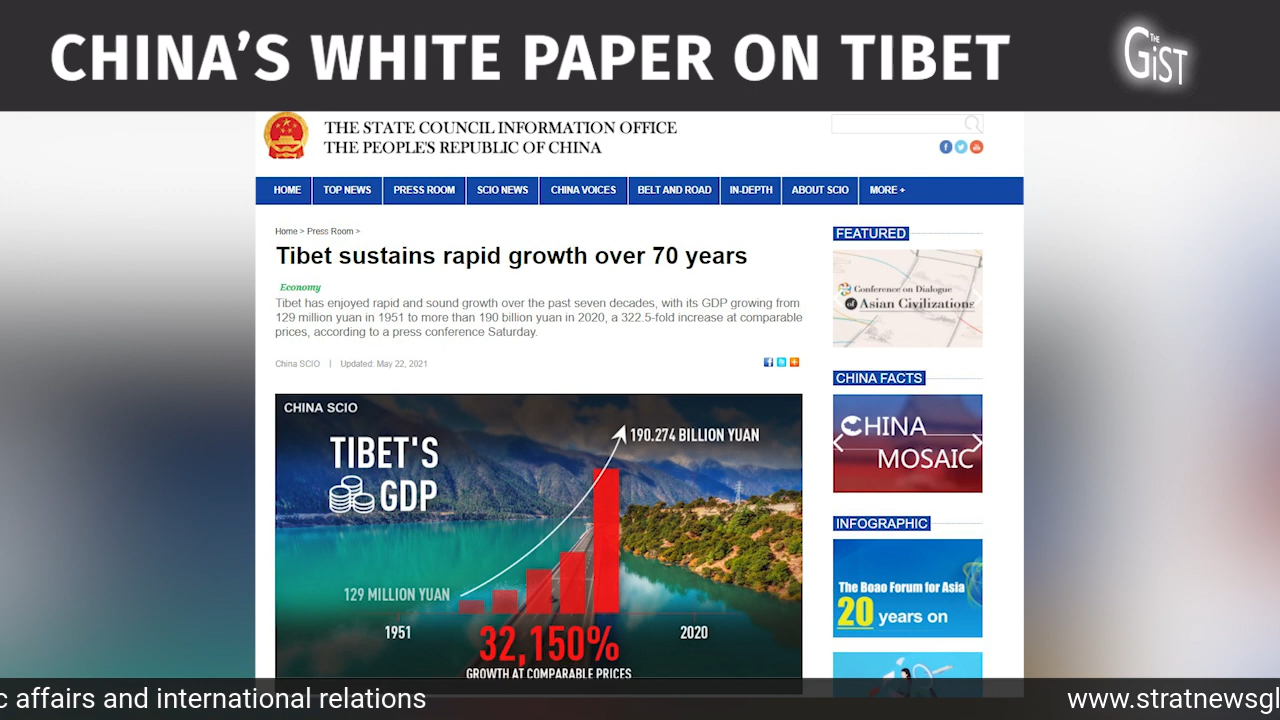 CHINA'S WHITE PAPER ON TIBET
THE
GiST
THE STATE COUNCIL INFORMATION OFFICE
THE PEOPLE'S REPUBLIC OF CHINA
HOME
TOP NEWS
PRESS ROOM
SCIO NEWS
CHINA VOICES
BELT AND ROAD
IN-DEPTH
ABOUT SCIO
MORE +
Home > Press Room >
Tibet sustains rapid growth over 70 years
Economy
Tibet has enjoyed rapid and sound growth over the past seven decades, with its GDP growing from
129 million yuan in 1951 to more than 190 billion yuan in 2020, a 322.5-fold increase at comparable
prices, according to a press conference Saturday.
China SCIO | Updated: May 22, 2021
CHINA SCIO
TIBET'S
GDP
190.274 BILLION YUAN
129 MILLION YUAN
1951
2020
32,150%
GROWTH AT COMPARABLE PRICES
FEATURED
Conference on Dialogue
of Asian Civilizations
CHINA FACTS
CHINA
MOSAIC
INFOGRAPHIC
The Boao Forum for Asia
20 years on
c affairs and international relations
www.stratnewsgl